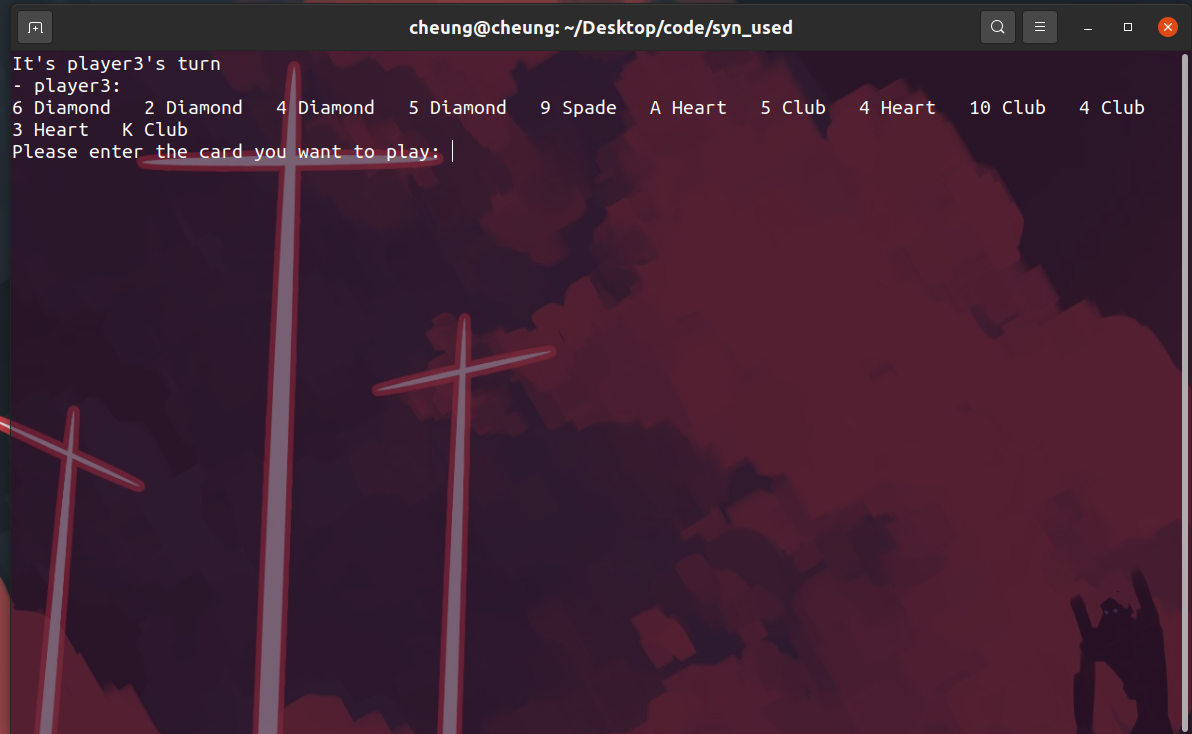 cheung@cheung: ~/Desktop/code/syn_used
It's player3's turn
- player3:
6 Diamond   2 Diamond   4 Diamond   5 Diamond   9 Spade   A Heart   5 Club   4 Heart   10 Club   4 Club
3 Heart   K Club
Please enter the card you want to play: